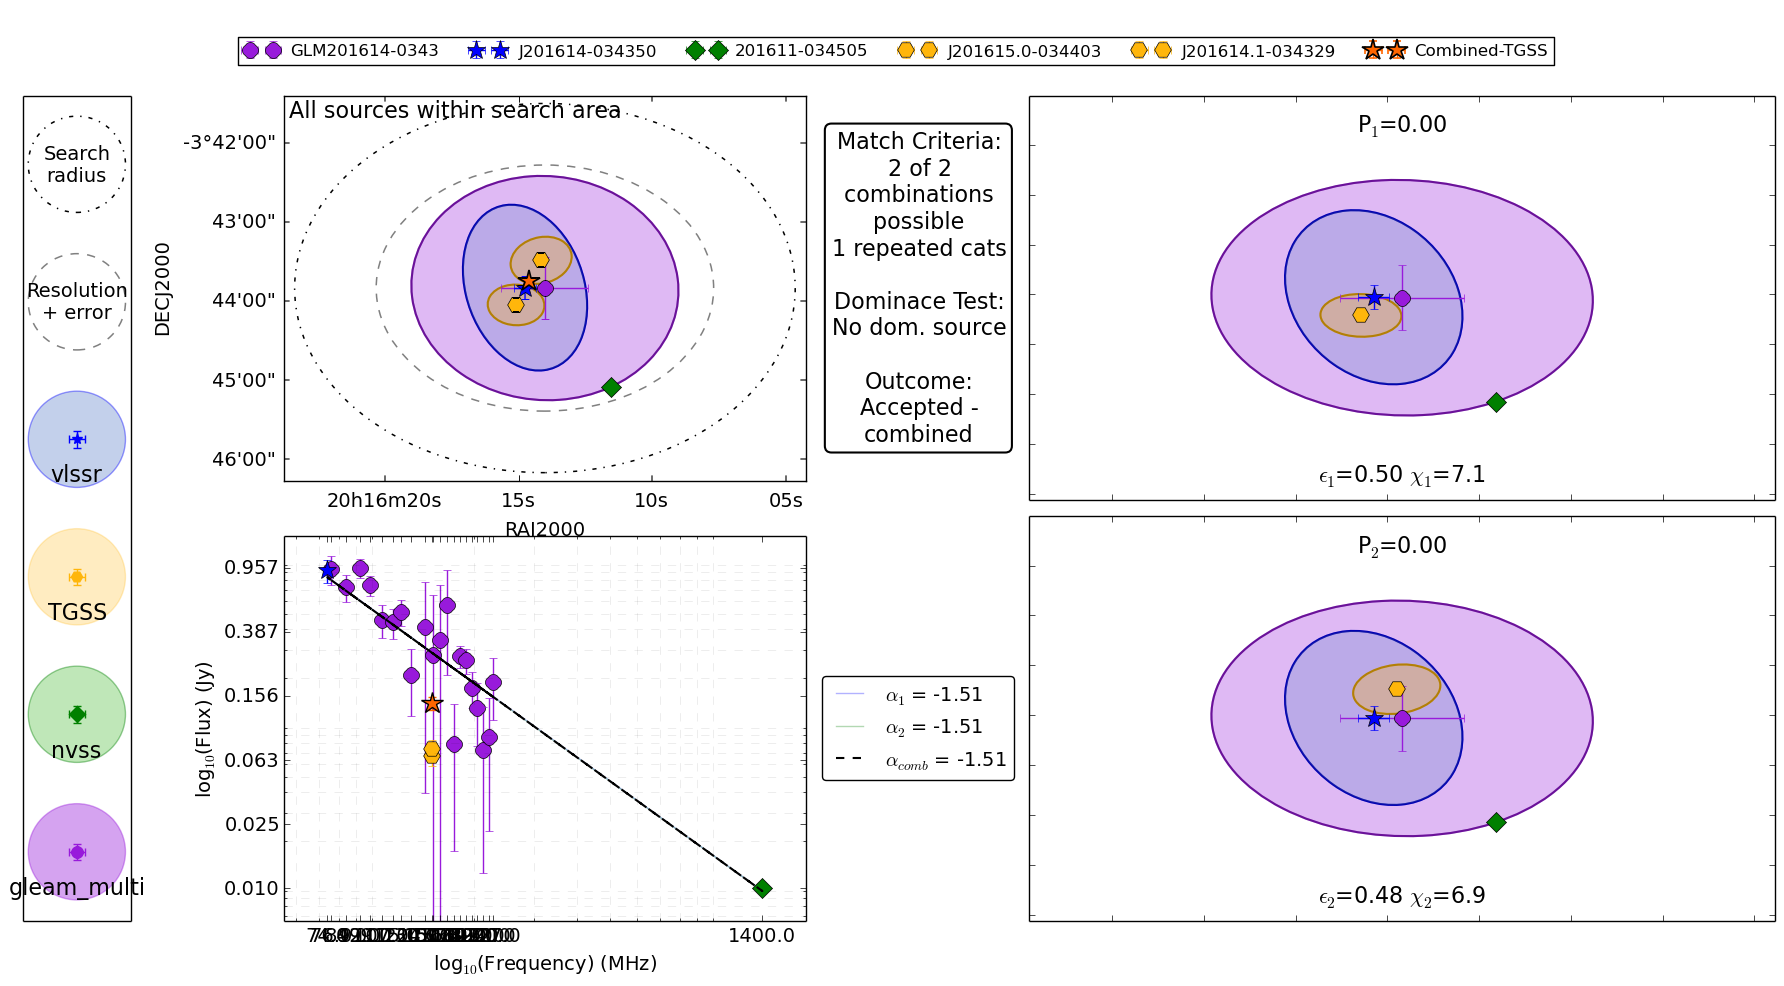 GLM201614-0343 J201614-034350 201611-034505 J201615.0-034403 J201614.1-034329 Combined-TGSS
Search
radius
Resolution
+ error
vlssr
TGSS
nvss
gleam_multi
All sources within search area
DECJ2000
-3°42'00"
43'00"
44'00"
45'00"
46'00"
20h16m20s 15s 10s 05s
RAJ2000
Match Criteria:
2 of 2
combinations
possible
1 repeated cats
Dominace Test:
No dom. source
Outcome:
Accepted -
combined
P1=0.00
ϵ1=0.50 χ1=7.1
P2=0.00
ϵ2=0.48 χ2=6.9
log10(Flux) (Jy)
0.957
0.387
0.156
0.063
0.025
0.010
1400.0
log10(Frequency) (MHz)
α1 = -1.51
α2 = -1.51
αcomb = -1.51